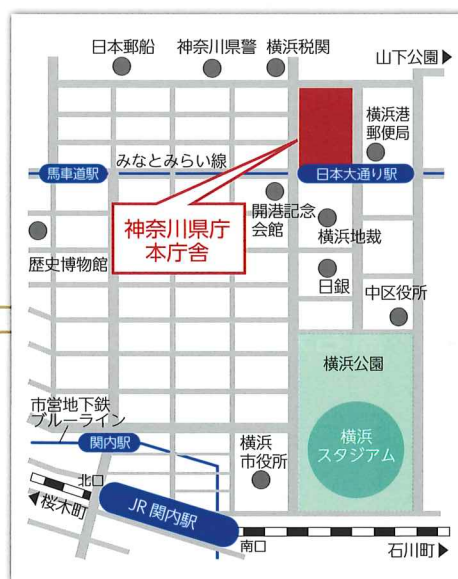 日本郵船
神奈川県警
横浜税関
山下公園▶
横浜港
郵便局
みなとみらい線
馬車道駅
日本大通り駅
神奈川県庁
本庁舎
開港記念
会館
横浜地裁
歴史博物館
日銀
中区役所
横浜公園
市営地下鉄
ブルーライン
関内駅
横浜
市役所
横浜
スタジアム
北口
◀桜木町
JR 関内駅
南口
石川町▶